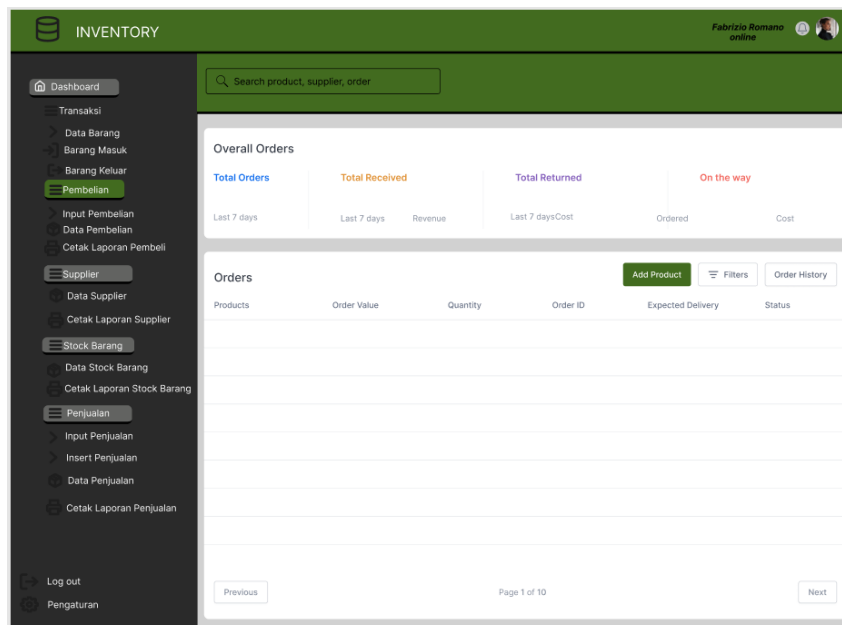 INVENTORY
Fabrizio Romano
online
Search product, supplier, order
Dashboard
Transaksi
Data Barang
Barang Masuk
Barang Keluar
Pembelian
Input Pembelian
Data Pembelian
Cetak Laporan Pembeli
Supplier
Data Supplier
Cetak Laporan Supplier
Stock Barang
Data Stock Barang
Cetak Laporan Stock Barang
Penjualan
Input Penjualan
Insert Penjualan
Data Penjualan
Cetak Laporan Penjualan
Log out
Pengaturan
Overall Orders
Total Orders Total Received Total Returned On the way
Last 7 days Last 7 days Revenue Last 7 daysCost Ordered Cost
Orders Add Product Filters Order History
Products Order Value Quantity Order ID Expected Delivery Status
Previous Page 1 of 10 Next